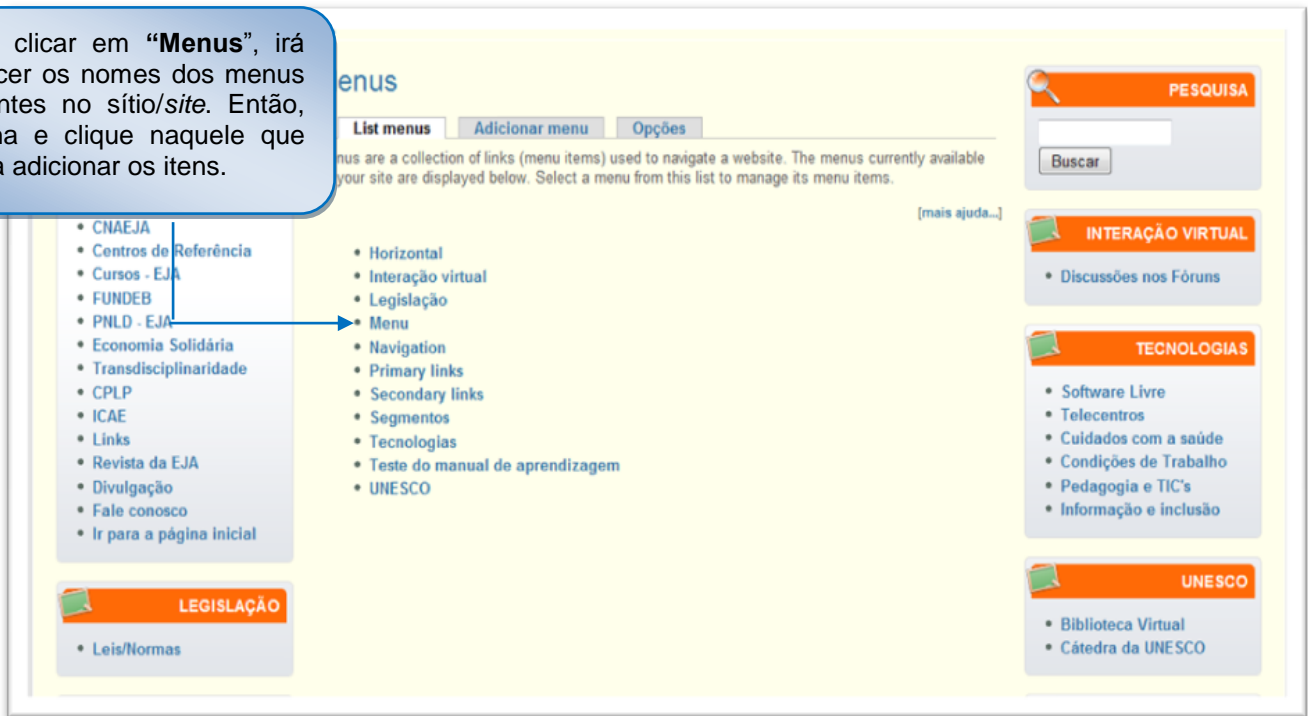 clicar em “Menus”, irá
cer os nomes dos menus
ntes no sítio/site. Então,
na e clique naquele que
a adicionar os itens.
enus
List menus Adicionar menu Opções
nus are a collection of links (menu items) used to navigate a website. The menus currently available
your site are displayed below. Select a menu from this list to manage its menu items.
[mais ajuda...]
• CNAEJA
• Centros de Referência
• Cursos - EJA
• FUNDEB
• PNLD - EJA
• Economia Solidária
• Transdisciplinaridade
• CPLP
• ICAE
• Links
• Revista da EJA
• Divulgação
• Fale conosco
• Ir para a página inicial
LEGISLAÇÃO
• Leis/Normas
• Horizontal
• Interação virtual
• Legislação
• Menu
• Navigation
• Primary links
• Secondary links
• Segmentos
• Tecnologias
• Teste do manual de aprendizagem
• UNESCO
PESQUISA
Buscar
INTERAÇÃO VIRTUAL
• Discussões nos Fóruns
TECNOLOGIAS
• Software Livre
• Telecentros
• Cuidados com a saúde
• Condições de Trabalho
• Pedagogia e TIC's
• Informação e inclusão
UNESCO
• Biblioteca Virtual
• Cátedra da UNESCO